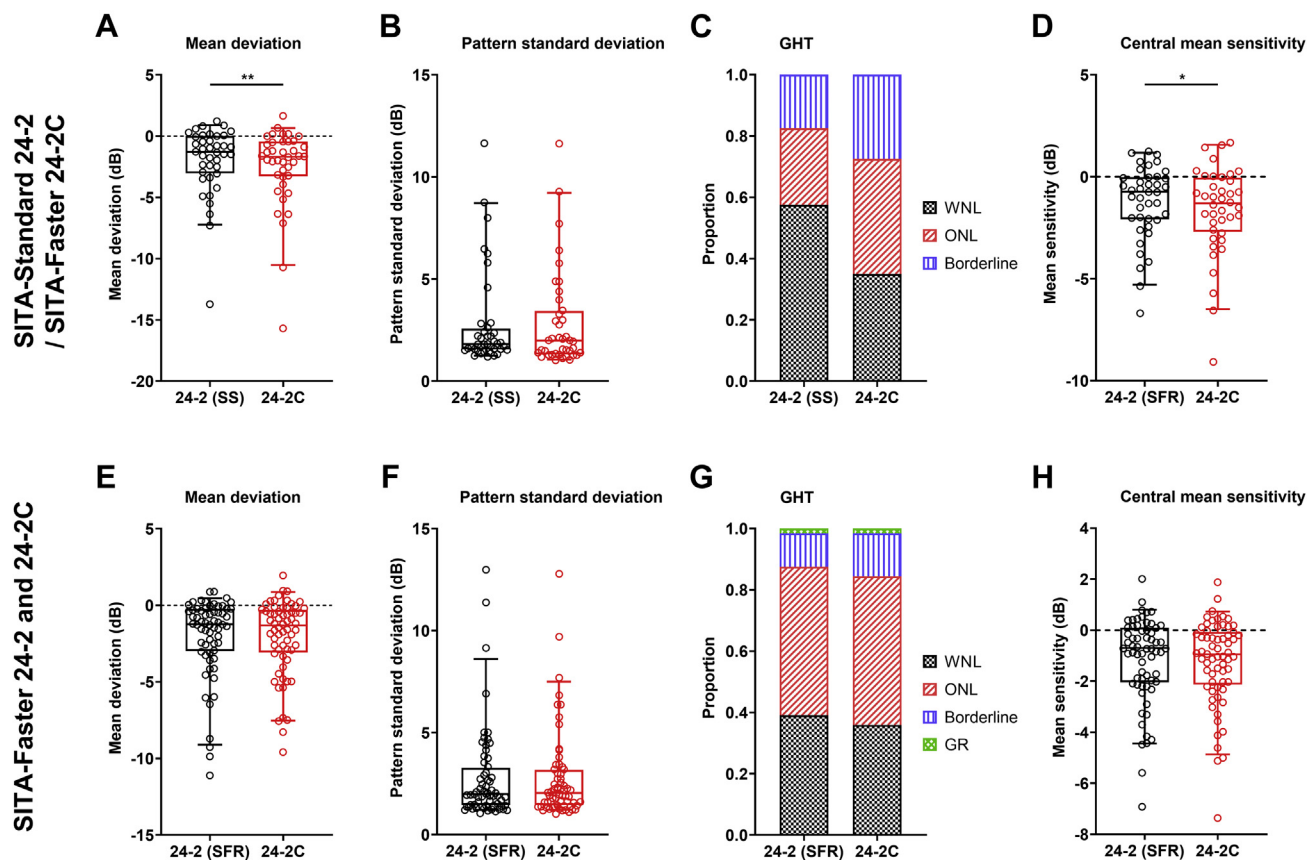 SITA-Standard 24-2
/ SITA-Faster 24-2C
A
Mean deviation
Mean deviation (dB)
5
0
-5
-10
-15
-20
**
24-2 (SS)
24-2C
B
Pattern standard deviation
Pattern standard deviation (dB)
15
10
5
0
24-2 (SS)
24-2C
C
GHT
Proportion
1.0
0.8
0.6
0.4
0.2
0.0
24-2 (SS)
24-2C
WNL
ONL
Borderline
D
Central mean sensitivity
Mean sensitivity (dB)
5
0
-5
-10
*
24-2 (SFR)
24-2C
SITA-Faster 24-2 and 24-2C
E
Mean deviation
Mean deviation (dB)
5
0
-5
-10
-15
24-2 (SFR)
24-2C
F
Pattern standard deviation
Pattern standard deviation (dB)
15
10
5
0
24-2 (SFR)
24-2C
G
GHT
Proportion
1.0
0.8
0.6
0.4
0.2
0.0
24-2 (SFR)
24-2C
WNL
ONL
Borderline
GR
H
Central mean sensitivity
Mean sensitivity (dB)
4
2
0
-2
-4
-6
-8
24-2 (SFR)
24-2C